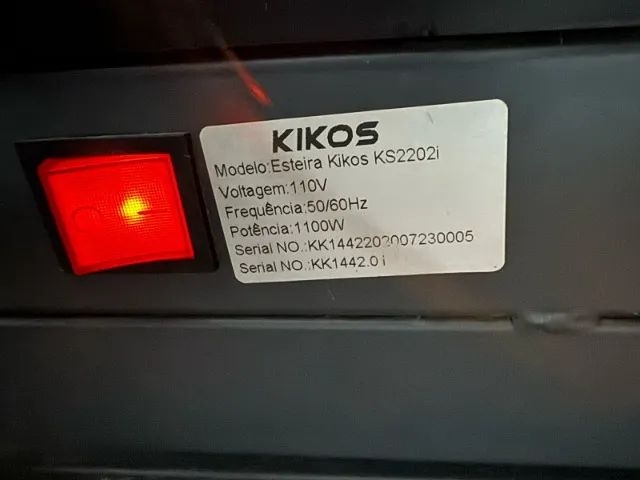 KIKOS
Modelo:Esteira Kikos KS2202i
Voltagem:110V
Frequência:50/60Hz
Potência:1100W
Serial NO.:KK1442202007230005
Serial NO.:KK1442.0 i